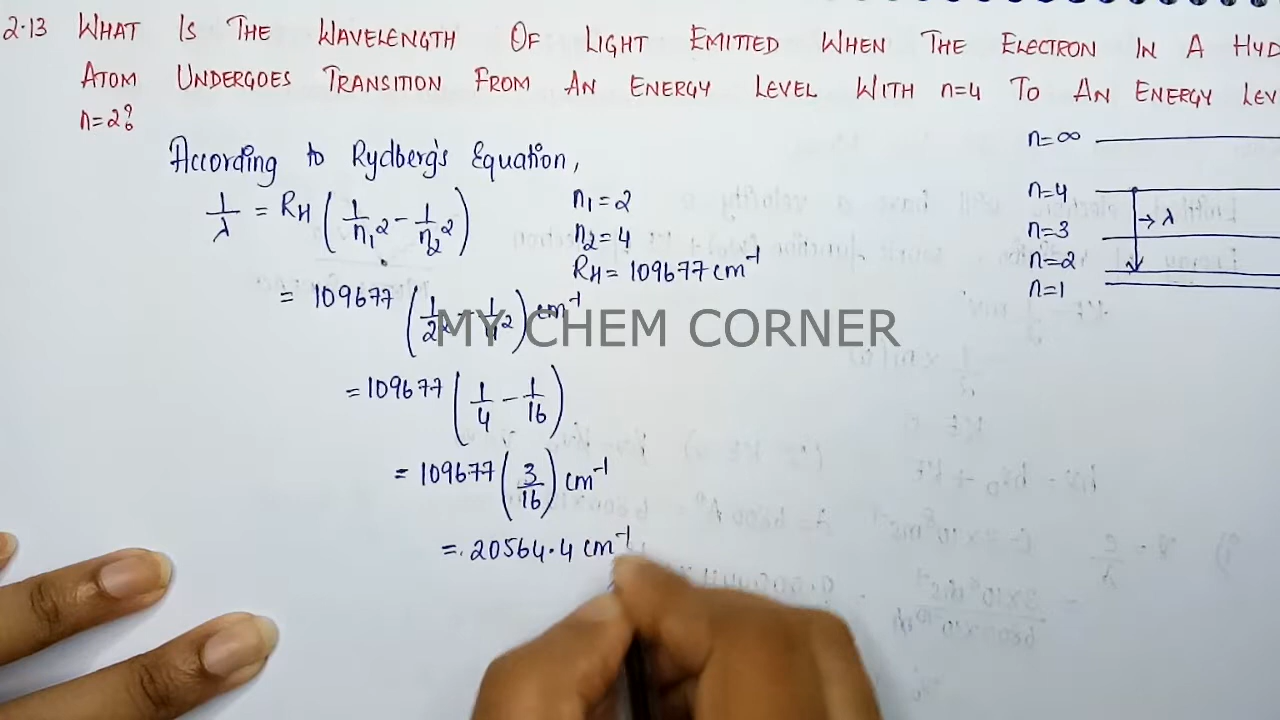 2.13 WHAT IS THE WAVELENGTH OF LIGHT EMITTED WHEN THE ELECTRON IN A HYD
ATOM UNDERGOES TRANSITION FROM AN ENERGY LEVEL WITH n=4 TO AN ENERGY LEV
n=2?
According to Rydberg's Equation,
1/λ = RH (1/n1² - 1/n2²)
n1 = 2
n2 = 4
RH = 109677 cm⁻¹
= 109677 (1/2² - 1/4²) cm⁻¹
= 109677 (1/4 - 1/16)
= 109677 (3/16) cm⁻¹
= 20564.4 cm⁻¹
n=∞
n=4
→ λ
n=3
n=2
n=1
MY CHEM CORNER